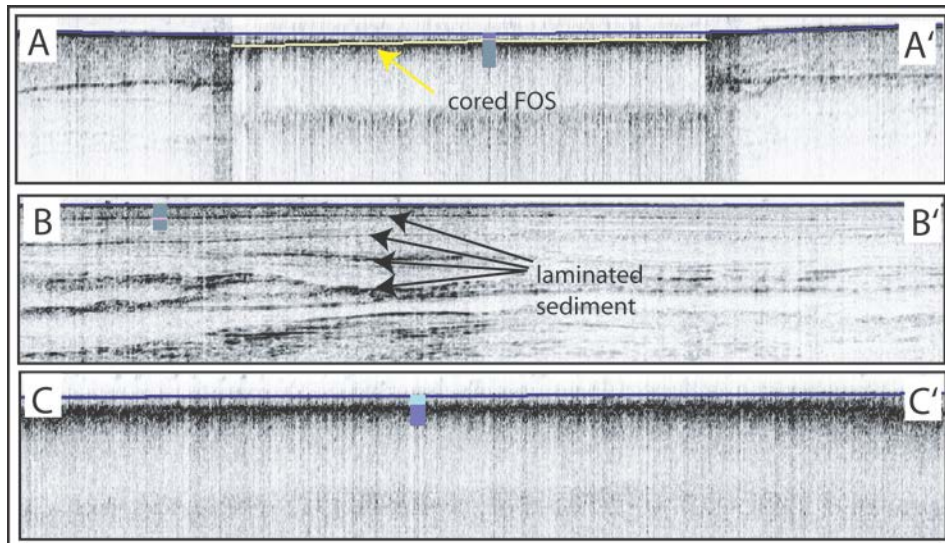 A
A‘
cored FOS
B
B‘
laminated
sediment
C
C‘